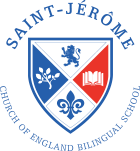 SAINT-JÉRÔME
CHURCH OF ENGLAND BILINGUAL SCHOOL